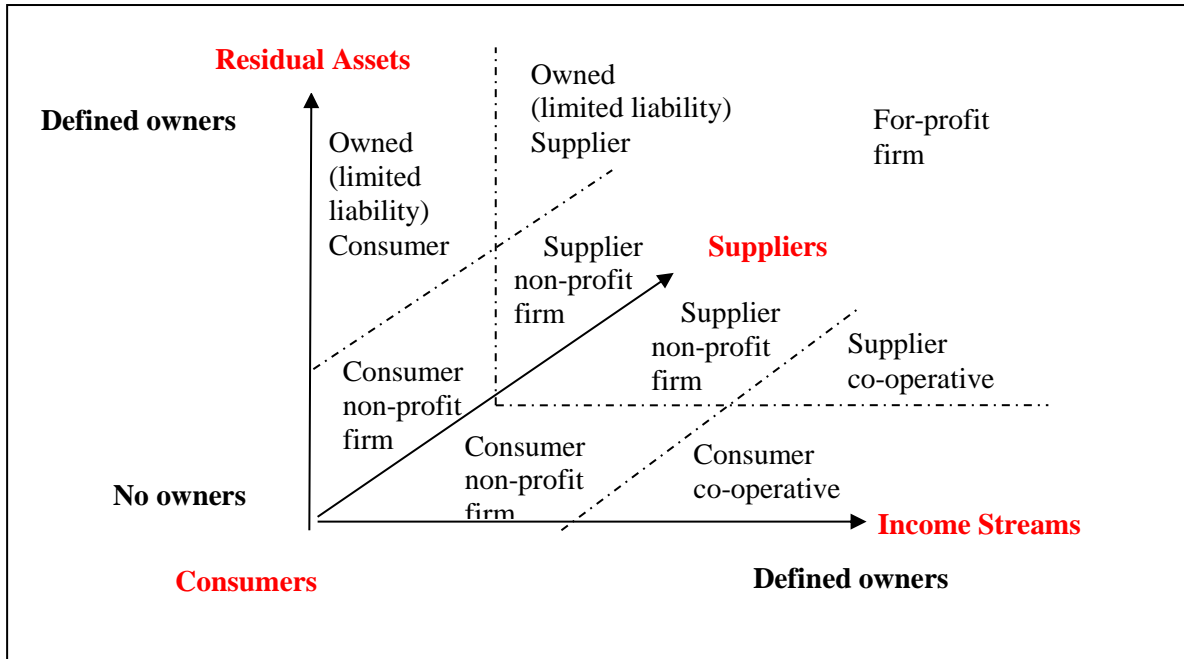 Residual Assets
Defined owners
Owned
(limited
liability)
Consumer
Owned
(limited liability)
Supplier
For-profit
firm
Supplier
non-profit
firm
Suppliers
Supplier
non-profit
firm
Supplier
co-operative
Consumer
non-profit
firm
Consumer
non-profit
firm
Consumer
co-operative
No owners
Income Streams
Consumers
Defined owners